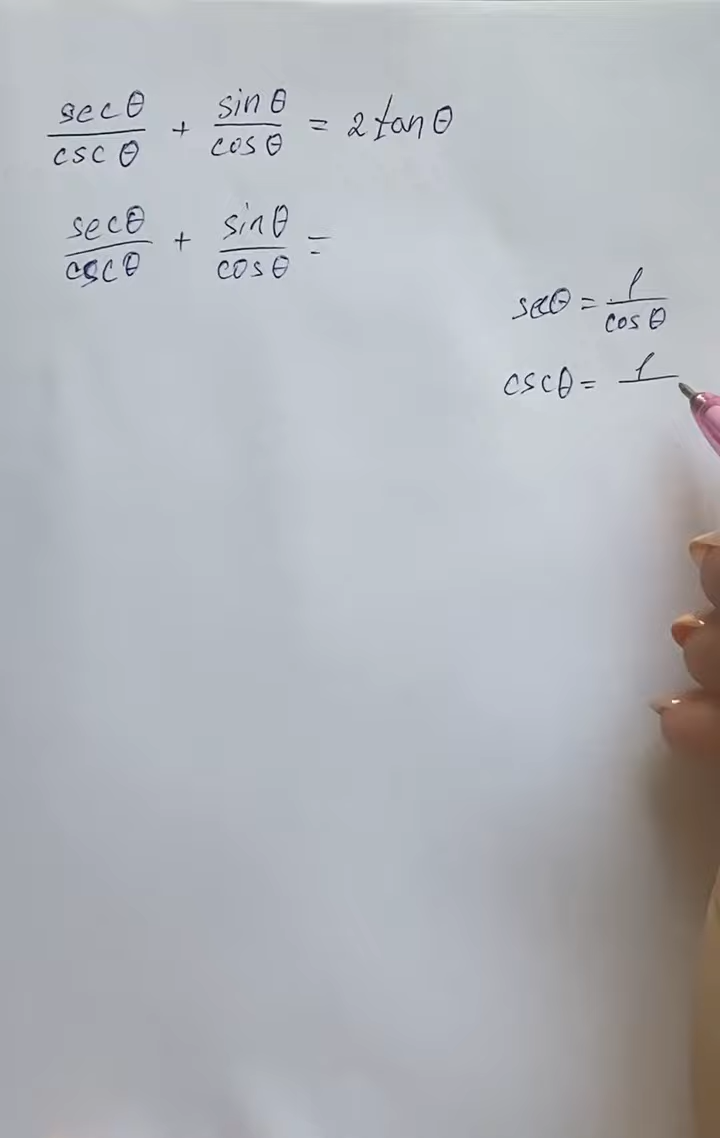 secθ/cscθ + sinθ/cosθ = 2tanθ
secθ/cscθ + sinθ/cosθ =
secθ = 1/cosθ
cscθ = 1/